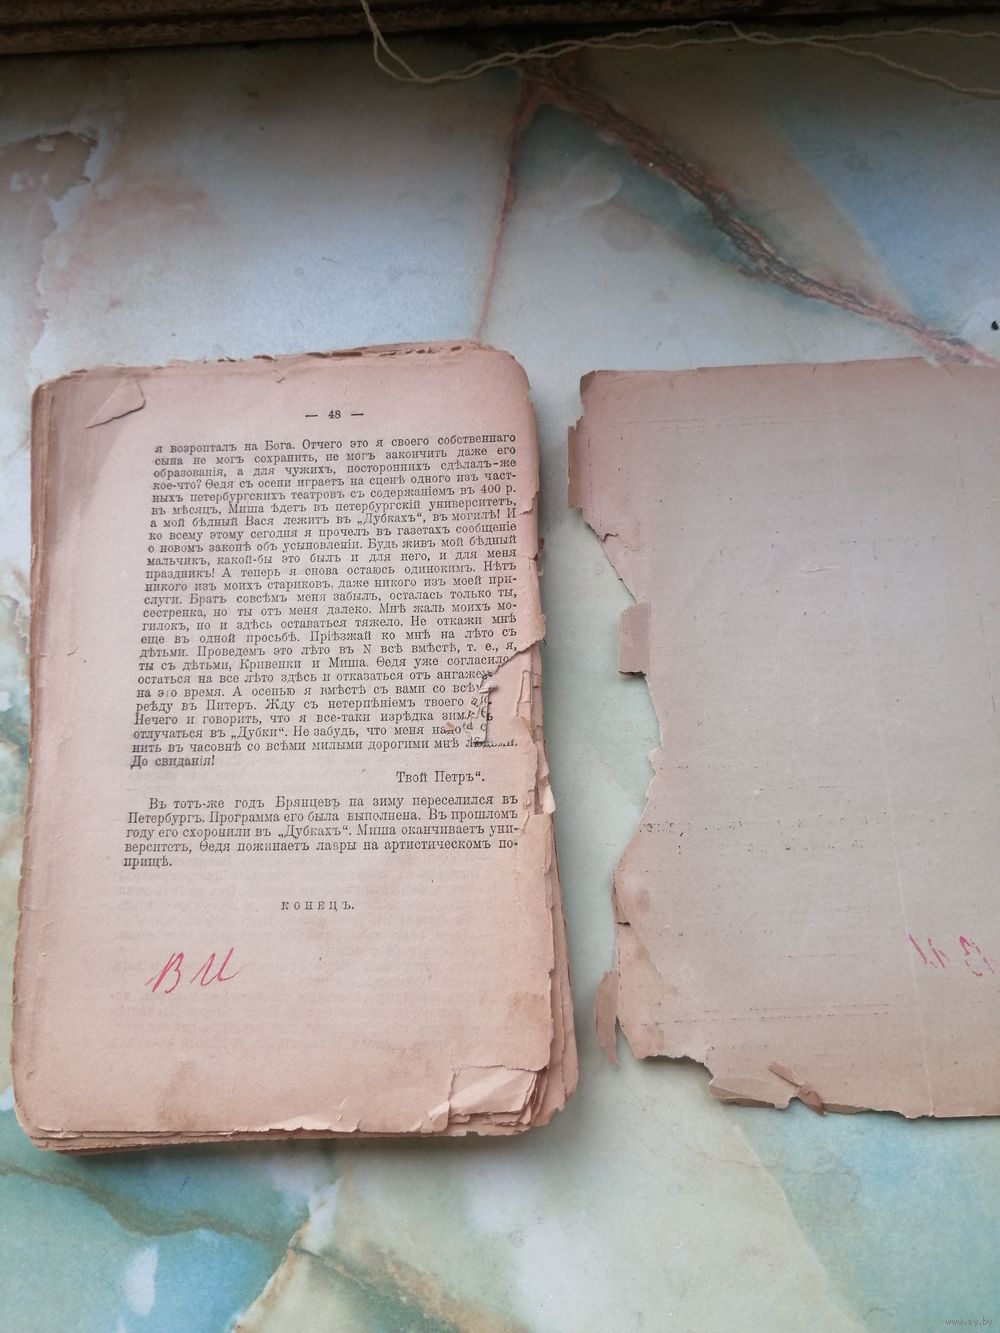 — 48 —
я возропталъ на Бога. Отчего это я своего собственнаго
сына не могъ сохранить, не могъ закончить даже его
образованія, а для чужихъ, постороннихъ сдѣлалъ-же
кое-что? Ѳедя съ осени играетъ на сценѣ одного изъ част-
ныхъ петербургскихъ театровъ съ содержаніемъ въ 400 р.
въ мѣсяцъ, Миша ѣдетъ въ петербургскій университетъ,
а мой бѣдный Вася лежитъ въ „Дубкахъ“, въ могилѣ! И
ко всему этому сегодня я прочелъ въ газетахъ сообщеніе
о новомъ законѣ объ усыновленіи. Будь живъ мой бѣдный
мальчикъ, какой-бы это былъ и для него, и для меня
праздникъ! А теперь я снова остаюсь одинокимъ. Нѣтъ
никого изъ моихъ стариковъ, даже никого изъ моей при-
слуги. Братъ совсѣмъ меня забылъ, осталась только ты,
сестренка, но ты отъ меня далеко. Мнѣ жаль моихъ мо-
гилокъ, но и здѣсь оставаться тяжело. Не откажи мнѣ
еще въ одной просьбѣ. Пріѣзжай ко мнѣ на лѣто съ
дѣтьми. Проведемъ это лѣто въ N всѣ вмѣстѣ, т. е., я,
ты съ дѣтьми, Кривенки и Миша. Ѳедя уже согласился
остаться на все лѣто здѣсь и отказаться отъ
на это время. А осенью я вмѣстѣ съ вами со
реѣду въ Питеръ. Жду съ нетерпѣніемъ твоего
Нечего и говорить, что я все-таки изрѣдка
отлучаться въ „Дубки“. Не забудь, что меня
нить въ часовнѣ со всѣми милыми дорогими мнѣ людьми.
До свиданія!
Твой Петръ“.
Въ тотъ-же годъ Брянцевъ на зиму переселился въ
Петербургъ. Программа его была выполнена. Въ прошломъ
году его схоронили въ „Дубкахъ“. Миша оканчиваетъ уни-
верситетъ, Ѳедя пожинаетъ лавры на артистическомъ по-
прищѣ.
КОНЕЦЪ.
В И
www.ay.by